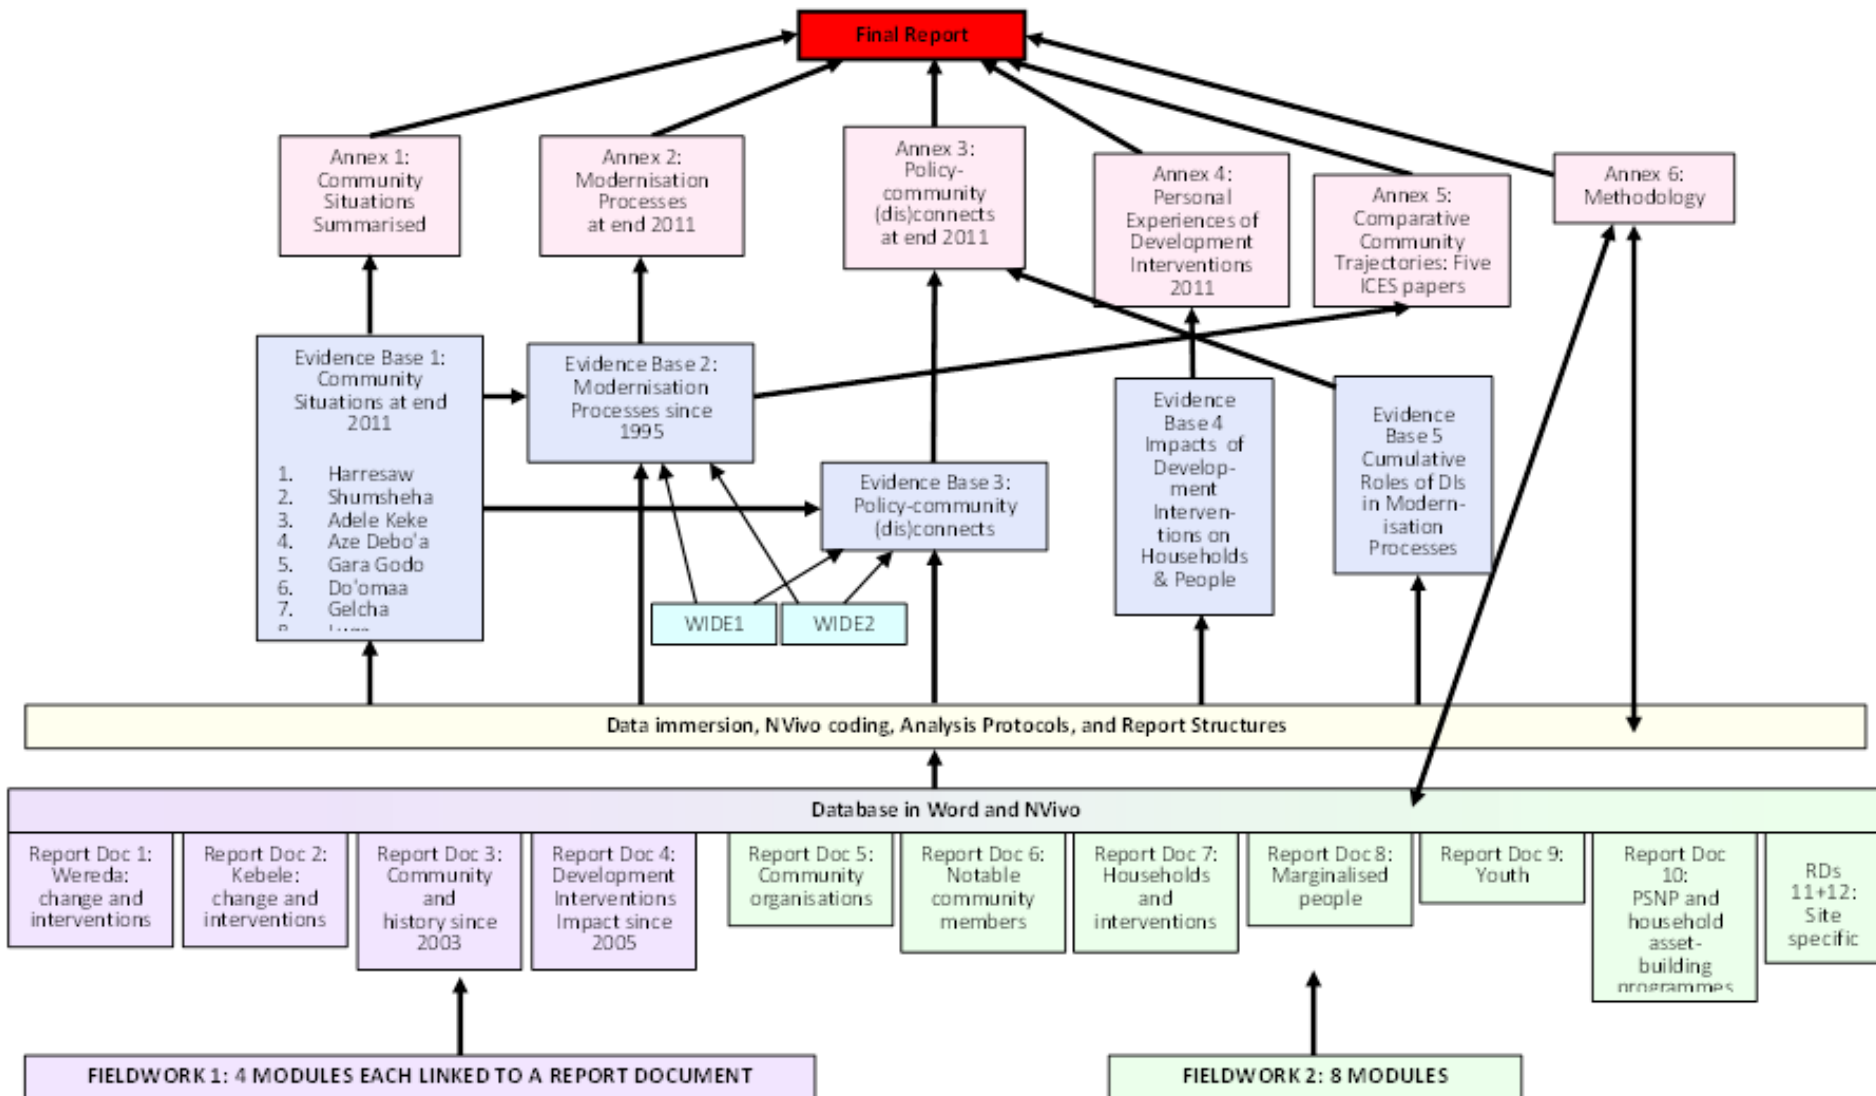 Final Report
Annex 1:
Community
Situations
Summarised
Annex 2:
Modernisation
Processes
at end 2011
Annex 3:
Policy-
community
(dis)connects
at end 2011
Annex 4:
Personal
Experiences of
Development
Interventions
2011
Annex 5:
Comparative
Community
Trajectories: Five
ICES papers
Annex 6:
Methodology
Evidence Base 1:
Community
Situations at end
2011
1. Harresaw
2. Shumsheha
3. Adele Keke
4. Aze Debo'a
5. Gara Godo
6. Do'omaa
7. Gelcha
Evidence Base 2:
Modernisation
Processes since
1995
Evidence Base 3:
Policy-community
(dis)connects
Evidence
Base 4
Impacts of
Develop-
ment
Interven-
tions on
Households
& People
Evidence
Base 5
Cumulative
Roles of DIs
in Modern-
isation
Processes
WIDE1
WIDE2
Data immersion, NVivo coding, Analysis Protocols, and Report Structures
Database in Word and NVivo
Report Doc 1:
Wereda:
change and
interventions
Report Doc 2:
Kebele:
change and
interventions
Report Doc 3:
Community
and
history since
2003
Report Doc 4:
Development
Interventions
Impact since
2005
Report Doc 5:
Community
organisations
Report Doc 6:
Notable
community
members
Report Doc 7:
Households
and
interventions
Report Doc 8:
Marginalised
people
Report Doc 9:
Youth
Report Doc
10:
PSNP and
household
asset-
building
programmes
RDs
11+12:
Site
specific
FIELDWORK 1: 4 MODULES EACH LINKED TO A REPORT DOCUMENT
FIELDWORK 2: 8 MODULES